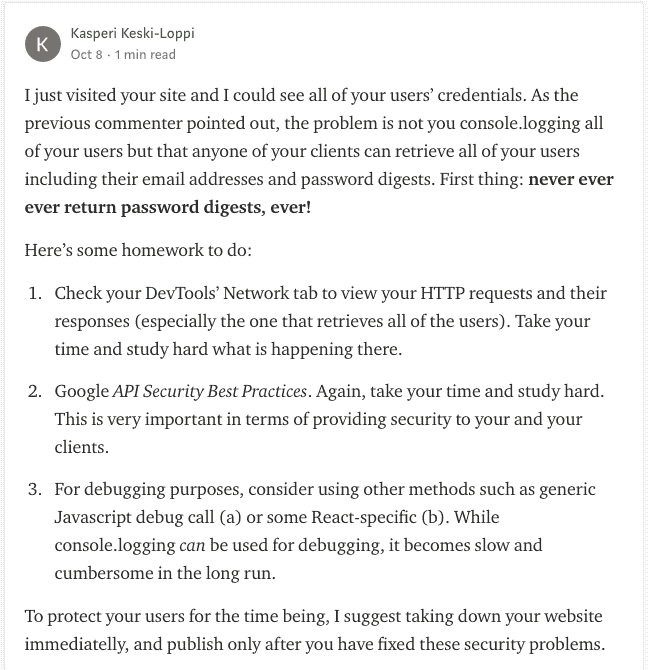 K
Kasperi Keski-Loppi
Oct 8 · 1 min read
I just visited your site and I could see all of your users’ credentials. As the
previous commenter pointed out, the problem is not you console.logging all
of your users but that anyone of your clients can retrieve all of your users
including their email addresses and password digests. First thing: never ever
ever return password digests, ever!
Here’s some homework to do:
1. Check your DevTools’ Network tab to view your HTTP requests and their
responses (especially the one that retrieves all of the users). Take your
time and study hard what is happening there.
2. Google API Security Best Practices. Again, take your time and study hard.
This is very important in terms of providing security to your and your
clients.
3. For debugging purposes, consider using other methods such as generic
Javascript debug call (a) or some React-specific (b). While
console.logging can be used for debugging, it becomes slow and
cumbersome in the long run.
To protect your users for the time being, I suggest taking down your website
immediatelly, and publish only after you have fixed these security problems.